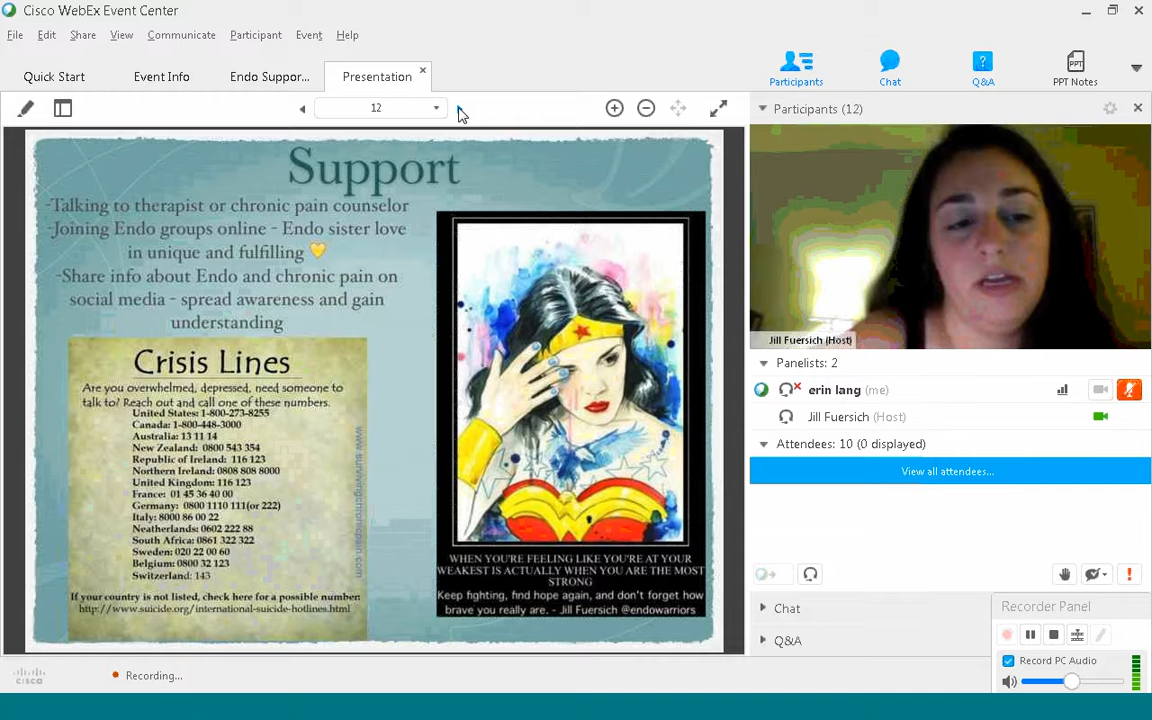 Cisco WebEx Event Center
File Edit Share View Communicate Participant Event Help
Quick Start Event Info Endo Suppor... Presentation
Participants Chat Q&A PPT Notes
12
Support
-Talking to therapist or chronic pain counselor
-Joining Endo groups online - Endo sister love
in unique and fulfilling 💛
-Share info about Endo and chronic pain on
social media - spread awareness and gain
understanding
Crisis Lines
Are you overwhelmed, depressed, need someone to
talk to? Reach out and call one of these numbers.
United States: 1-800-273-8255
Canada: 1-800-448-3000
Australia: 13 11 14
New Zealand: 0800 543 354
Republic of Ireland: 116 123
Northern Ireland: 0808 808 8000
United Kingdom: 116 123
France: 01 45 36 40 00
Germany: 0800 1110 111(or 222)
Italy: 8000 86 00 22
Neatherlands: 0602 222 88
South Africa: 0861 322 322
Sweden: 020 22 00 60
Belgium: 0800 32 123
Switzerland: 143
If your country is not listed, check here for a possible number:
http://www.suicide.org/international-suicide-hotlines.html
www.survivingchronicpain.com
WHEN YOU'RE FEELING LIKE YOU'RE AT YOUR
WEAKEST IS ACTUALLY WHEN YOU ARE THE MOST
STRONG
Keep fighting, find hope again, and don't forget how
brave you really are. - Jill Fuersich @endowarriors
Participants (12)
Jill Fuersich (Host)
Panelists: 2
erin lang (me)
Jill Fuersich (Host)
Attendees: 10 (0 displayed)
View all attendees...
Chat
Q&A
Recorder Panel
Record PC Audio
Recording...
PPT
cisco